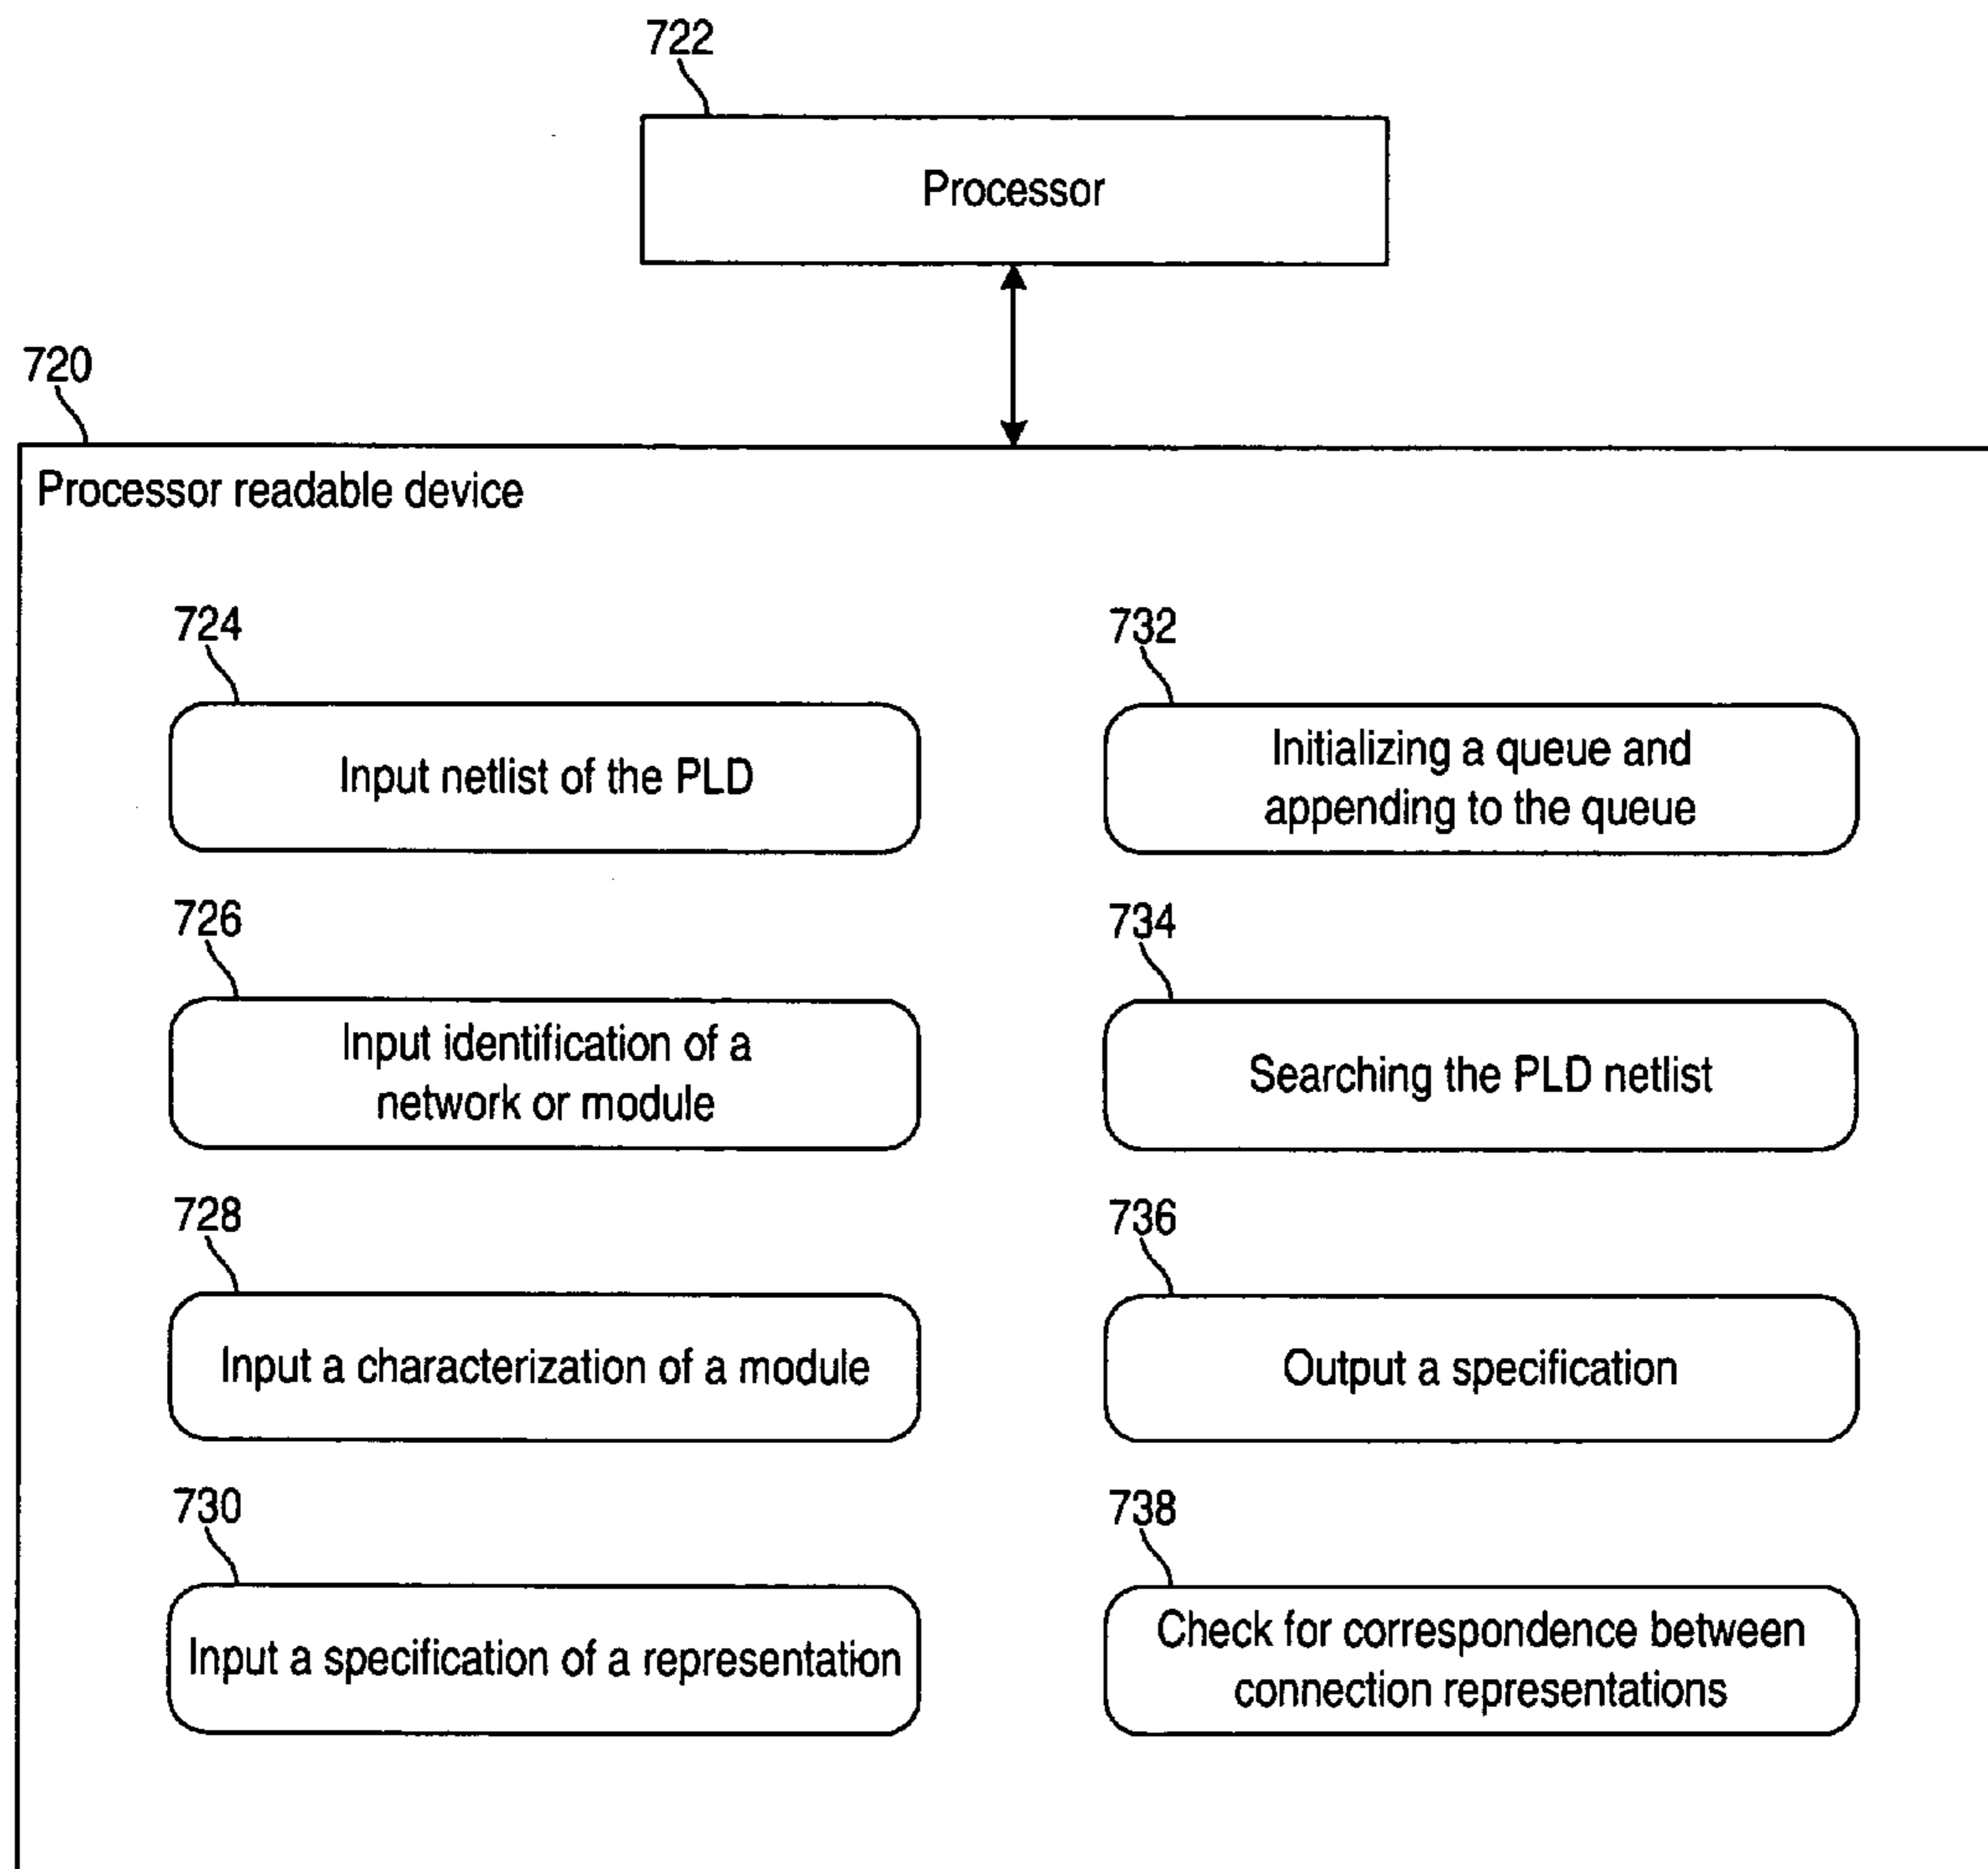 722
Processor
720
Processor readable device
724
Input netlist of the PLD
732
Initializing a queue and
appending to the queue
726
Input identification of a
network or module
734
Searching the PLD netlist
728
Input a characterization of a module
736
Output a specification
730
Input a specification of a representation
738
Check for correspondence between
connection representations